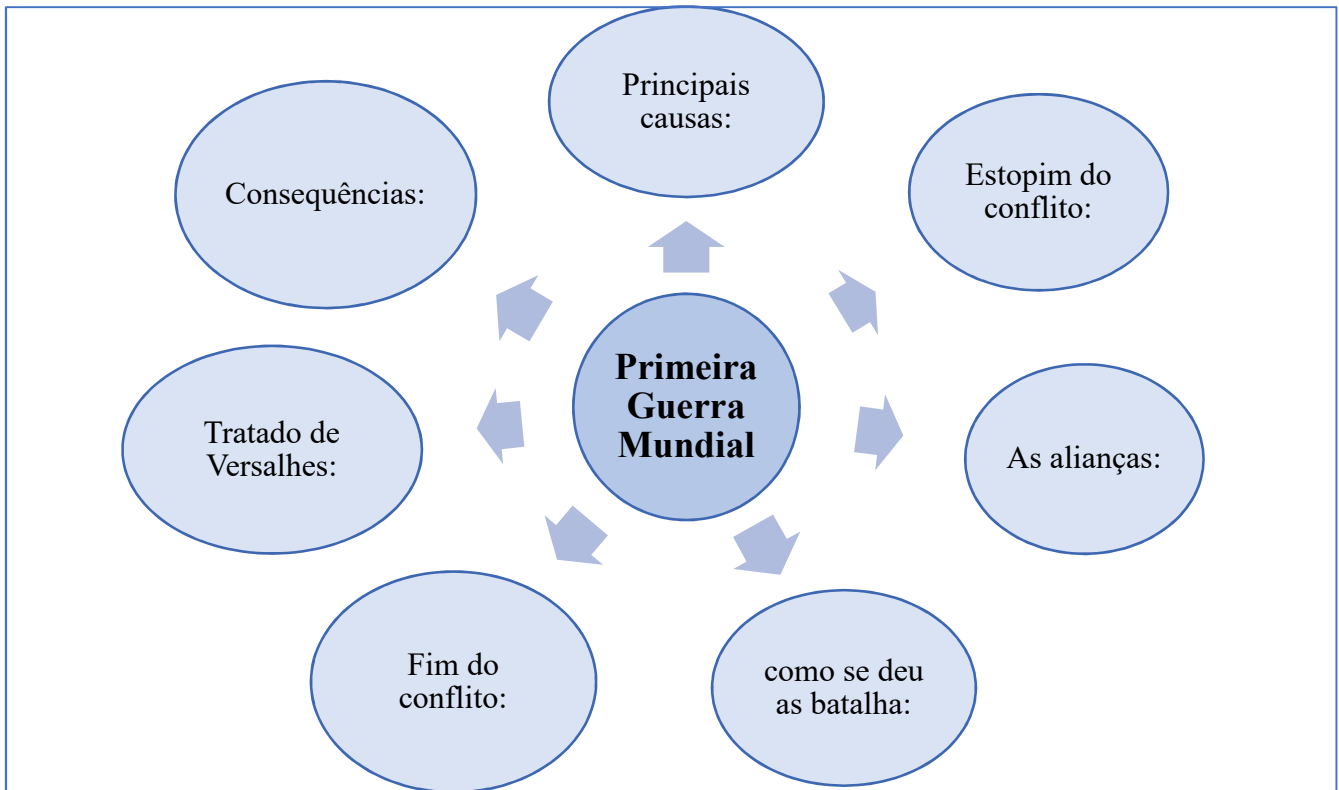 Principais
causas:
Estopim do
conflito:
As alianças:
como se deu
as batalha:
Fim do
conflito:
Tratado de
Versalhes:
Consequências:
Primeira
Guerra
Mundial